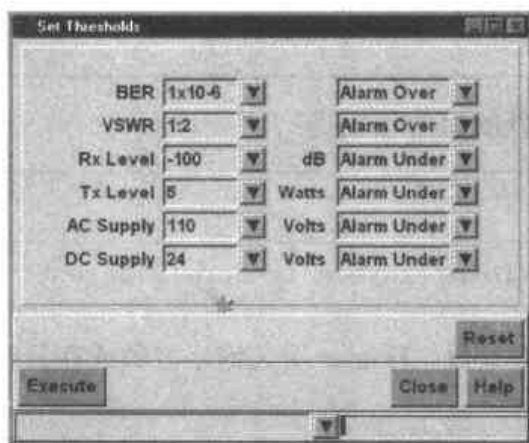 Set Thresholds
BER 1x10-6 Alarm Over
VSWR 1:2 Alarm Over
Rx Level -100 dB Alarm Under
Tx Level 5 Watts Alarm Under
AC Supply 110 Volts Alarm Under
DC Supply 24 Volts Alarm Under
Reset
Execute Close Help